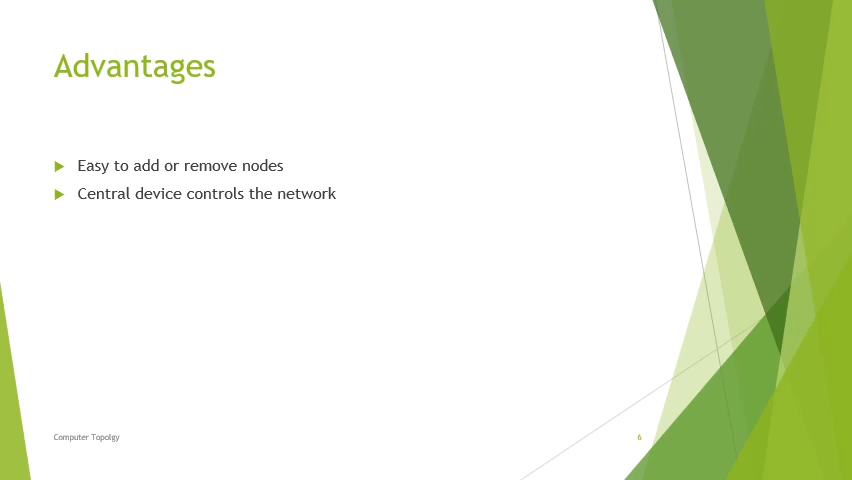 Advantages
Easy to add or remove nodes
Central device controls the network
Computer Topolgy
6